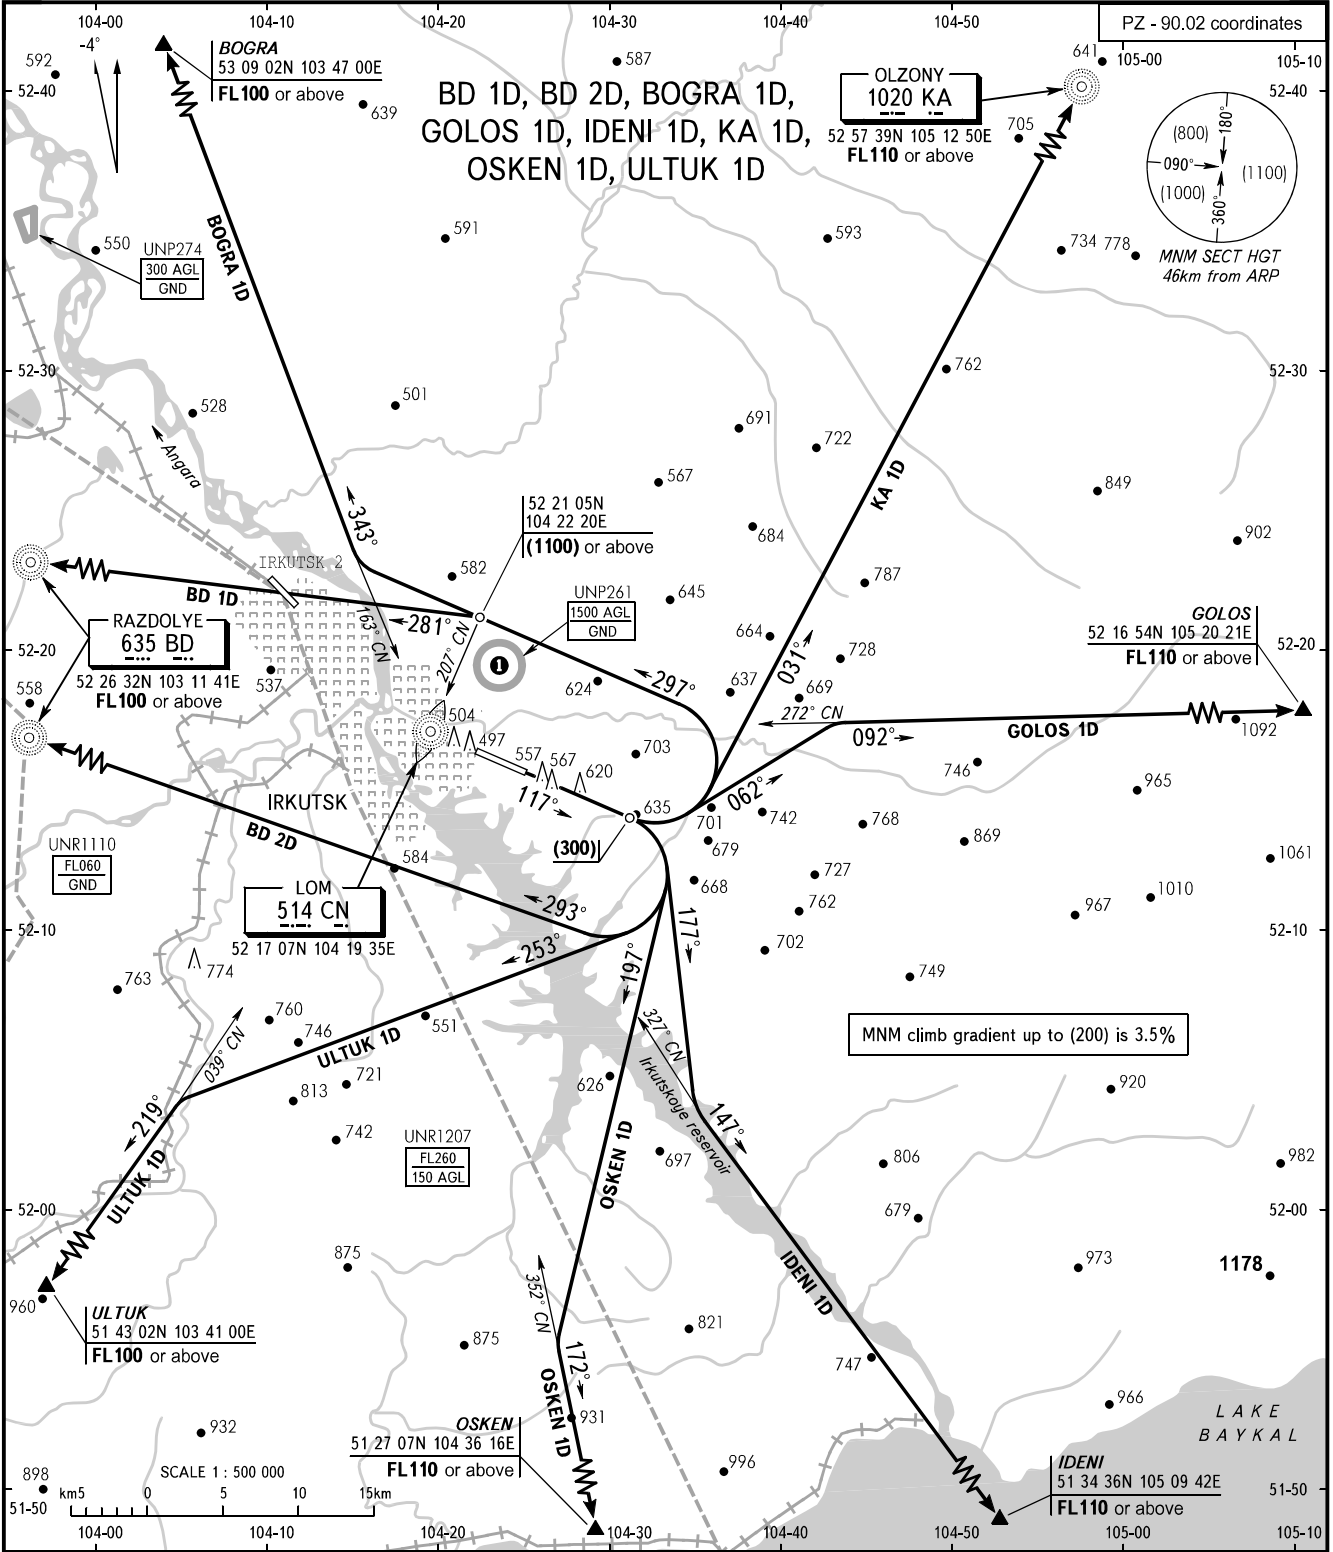 104-00
104-10
104-20
104-30
104-40
104-50
PZ - 90.02 coordinates
105-00
105-10
-4°
592
BOGRA
53 09 02N 103 47 00E
FL100 or above
587
641
52-40
52-40
639
BD 1D, BD 2D, BOGRA 1D,
GOLOS 1D, IDENI 1D, KA 1D,
OSKEN 1D, ULTUK 1D
OLZONY
1020 KA
52 57 39N 105 12 50E
FL110 or above
705
(800)
180°
090°
(1100)
(1000)
360°
MNM SECT HGT
46km from ARP
550
UNP274
300 AGL
GND
BOGRA 1D
591
593
734
778
52-30
52-30
762
528
501
691
722
Angara
567
KA 1D
849
684
902
343°
52 21 05N
104 22 20E
(1100) or above
IRKUTSK 2
582
787
BD 1D
UNP261
1500 AGL
GND
645
281°
163° CN
207° CN
1
RAZDOLYE
635 BD
52 26 32N 103 11 41E
FL100 or above
664
031°
728
GOLOS
52 16 54N 105 20 21E
FL110 or above
52-20
558
537
624
297°
637
669
272° CN
504
497
092°
GOLOS 1D
1092
703
557
567
620
117°
746
965
062°
IRKUTSK
635
701
742
768
869
BD 2D
(300)
679
UNR1110
FL060
GND
584
668
727
1061
LOM
514 CN
52 17 07N 104 19 35E
293°
762
1010
967
52-10
253°
177°
702
52-10
774
197°
749
763
760
327° CN
746
551
039° CN
ULTUK 1D
MNM climb gradient up to (200) is 3.5%
721
813
626
Irkutskoye reservoir
920
219°
742
UNR1207
FL260
150 AGL
147°
OSKEN 1D
697
806
982
ULTUK 1D
52-00
679
52-00
875
973
1178
IDENI 1D
352° CN
960
ULTUK
51 43 02N 103 41 00E
FL100 or above
875
821
172°
747
OSKEN 1D
966
931
LAKE
BAYKAL
932
OSKEN
51 27 07N 104 36 16E
FL110 or above
996
IDENI
51 34 36N 105 09 42E
FL110 or above
898
SCALE 1 : 500 000
km5
0
5
10
15km
51-50
51-50
104-00
104-10
104-20
104-30
104-40
104-50
105-00
105-10